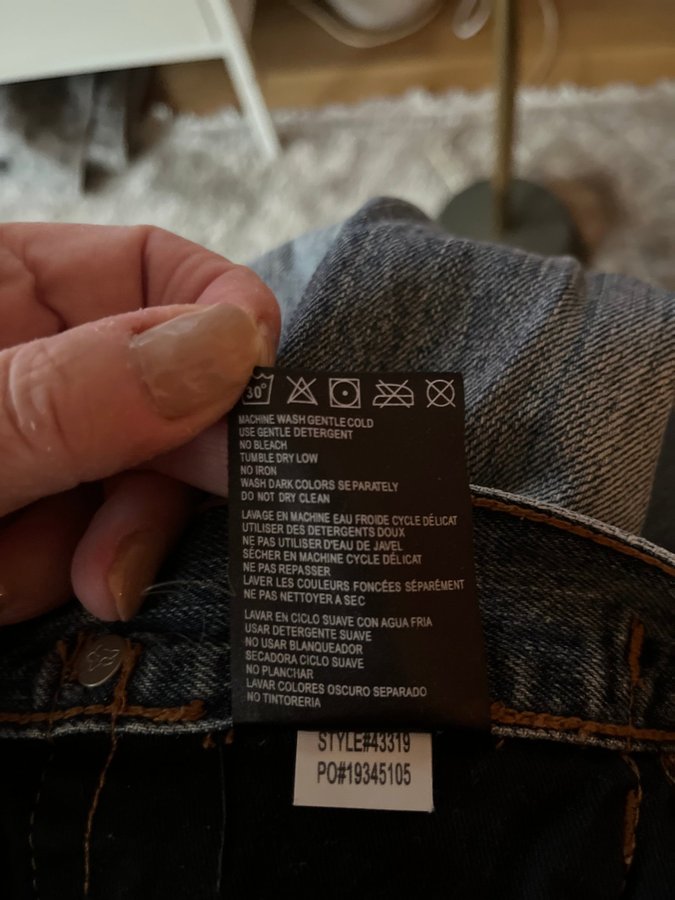 30°
MACHINE WASH GENTLE COLD
USE GENTLE DETERGENT
NO BLEACH
TUMBLE DRY LOW
NO IRON
WASH DARK COLORS SEPARATELY
DO NOT DRY CLEAN
LAVAGE EN MACHINE EAU FROIDE CYCLE DÉLICAT
UTILISER DES DETERGENTS DOUX
NE PAS UTILISER D'EAU DE JAVEL
SÉCHER EN MACHINE CYCLE DÉLICAT
NE PAS REPASSER
LAVER LES COULEURS FONCÉES SÉPARÉMENT
NE PAS NETTOYER A SEC
LAVAR EN CICLO SUAVE CON AGUA FRIA
USAR DETERGENTE SUAVE
NO USAR BLANQUEADOR
SECADORA CICLO SUAVE
NO PLANCHAR
LAVAR COLORES OSCURO SEPARADO
NO TINTORERIA
STYLE#43319
PO#19345105